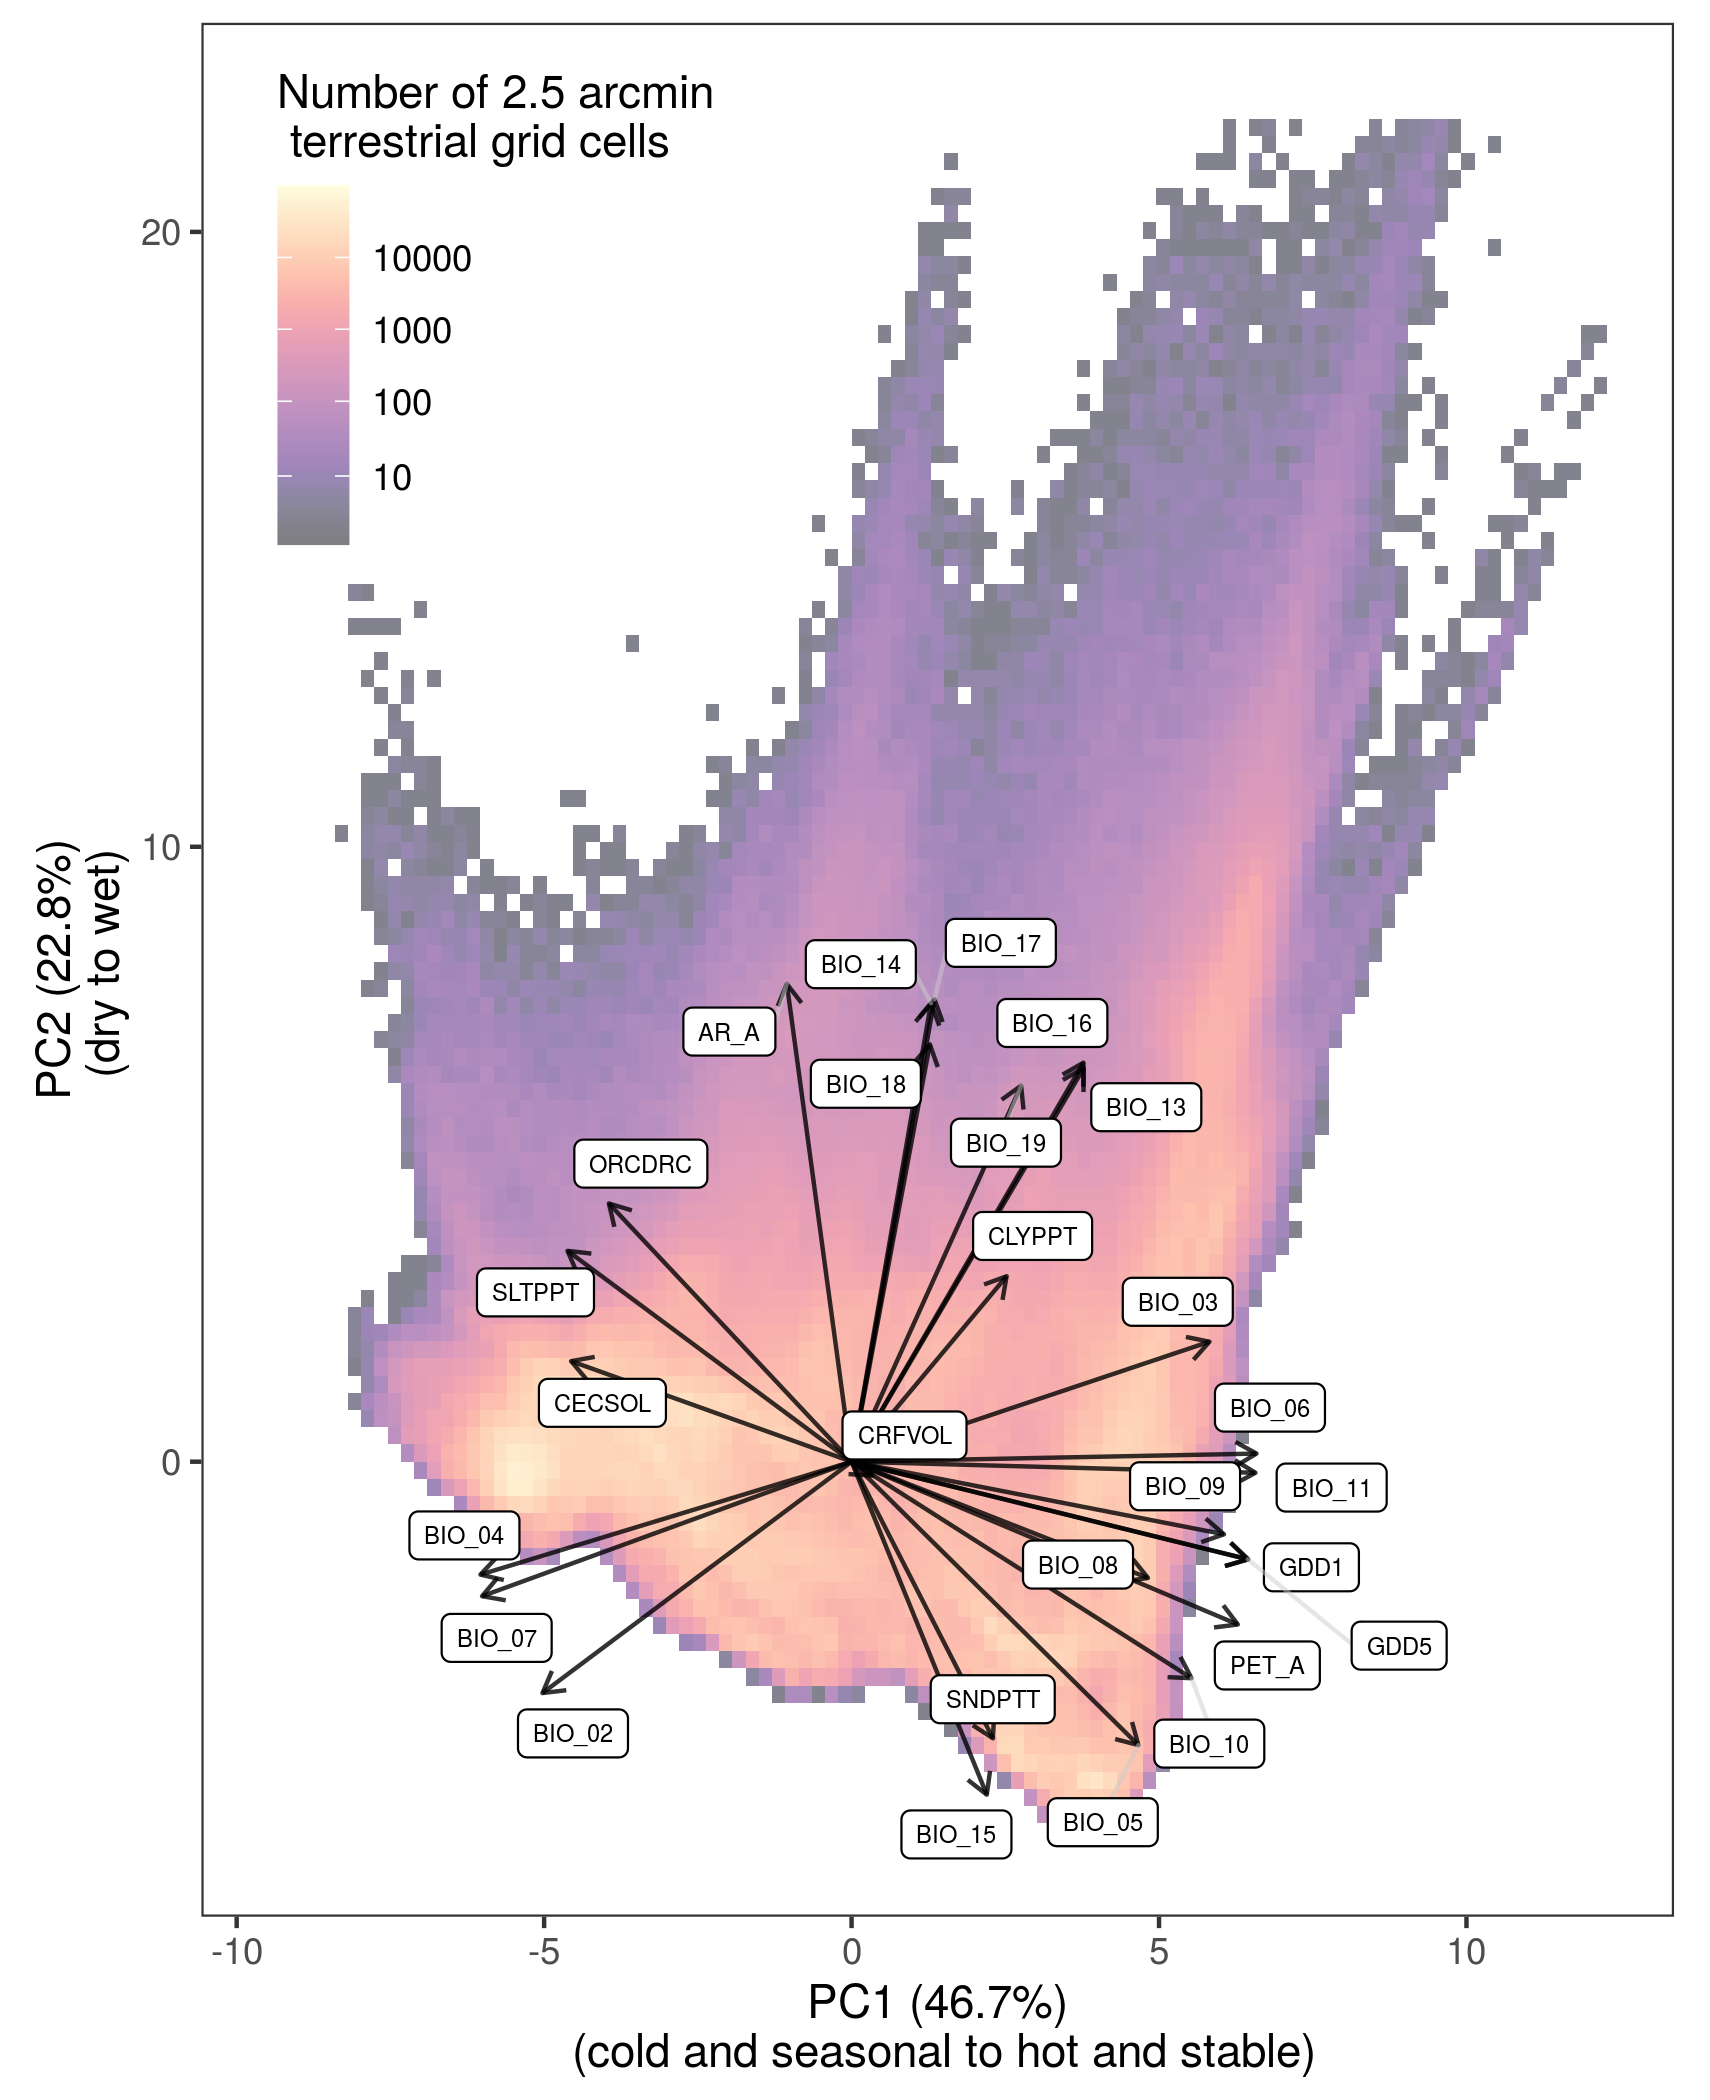 Number of 2.5 arcmin
terrestrial grid cells
10000
1000
100
10
20
10
0
PC2 (22.8%)
(dry to wet)
BIO_17
BIO_14
BIO_16
AR_A
BIO_18
BIO_13
BIO_19
ORCDRC
CLYPPT
SLTPPT
BIO_03
CECSOL
BIO_06
CRFVOL
BIO_09
BIO_11
BIO_04
BIO_08
GDD1
BIO_07
GDD5
PET_A
SNDPTT
BIO_02
BIO_10
BIO_05
BIO_15
-10
-5
0
5
10
PC1 (46.7%)
(cold and seasonal to hot and stable)